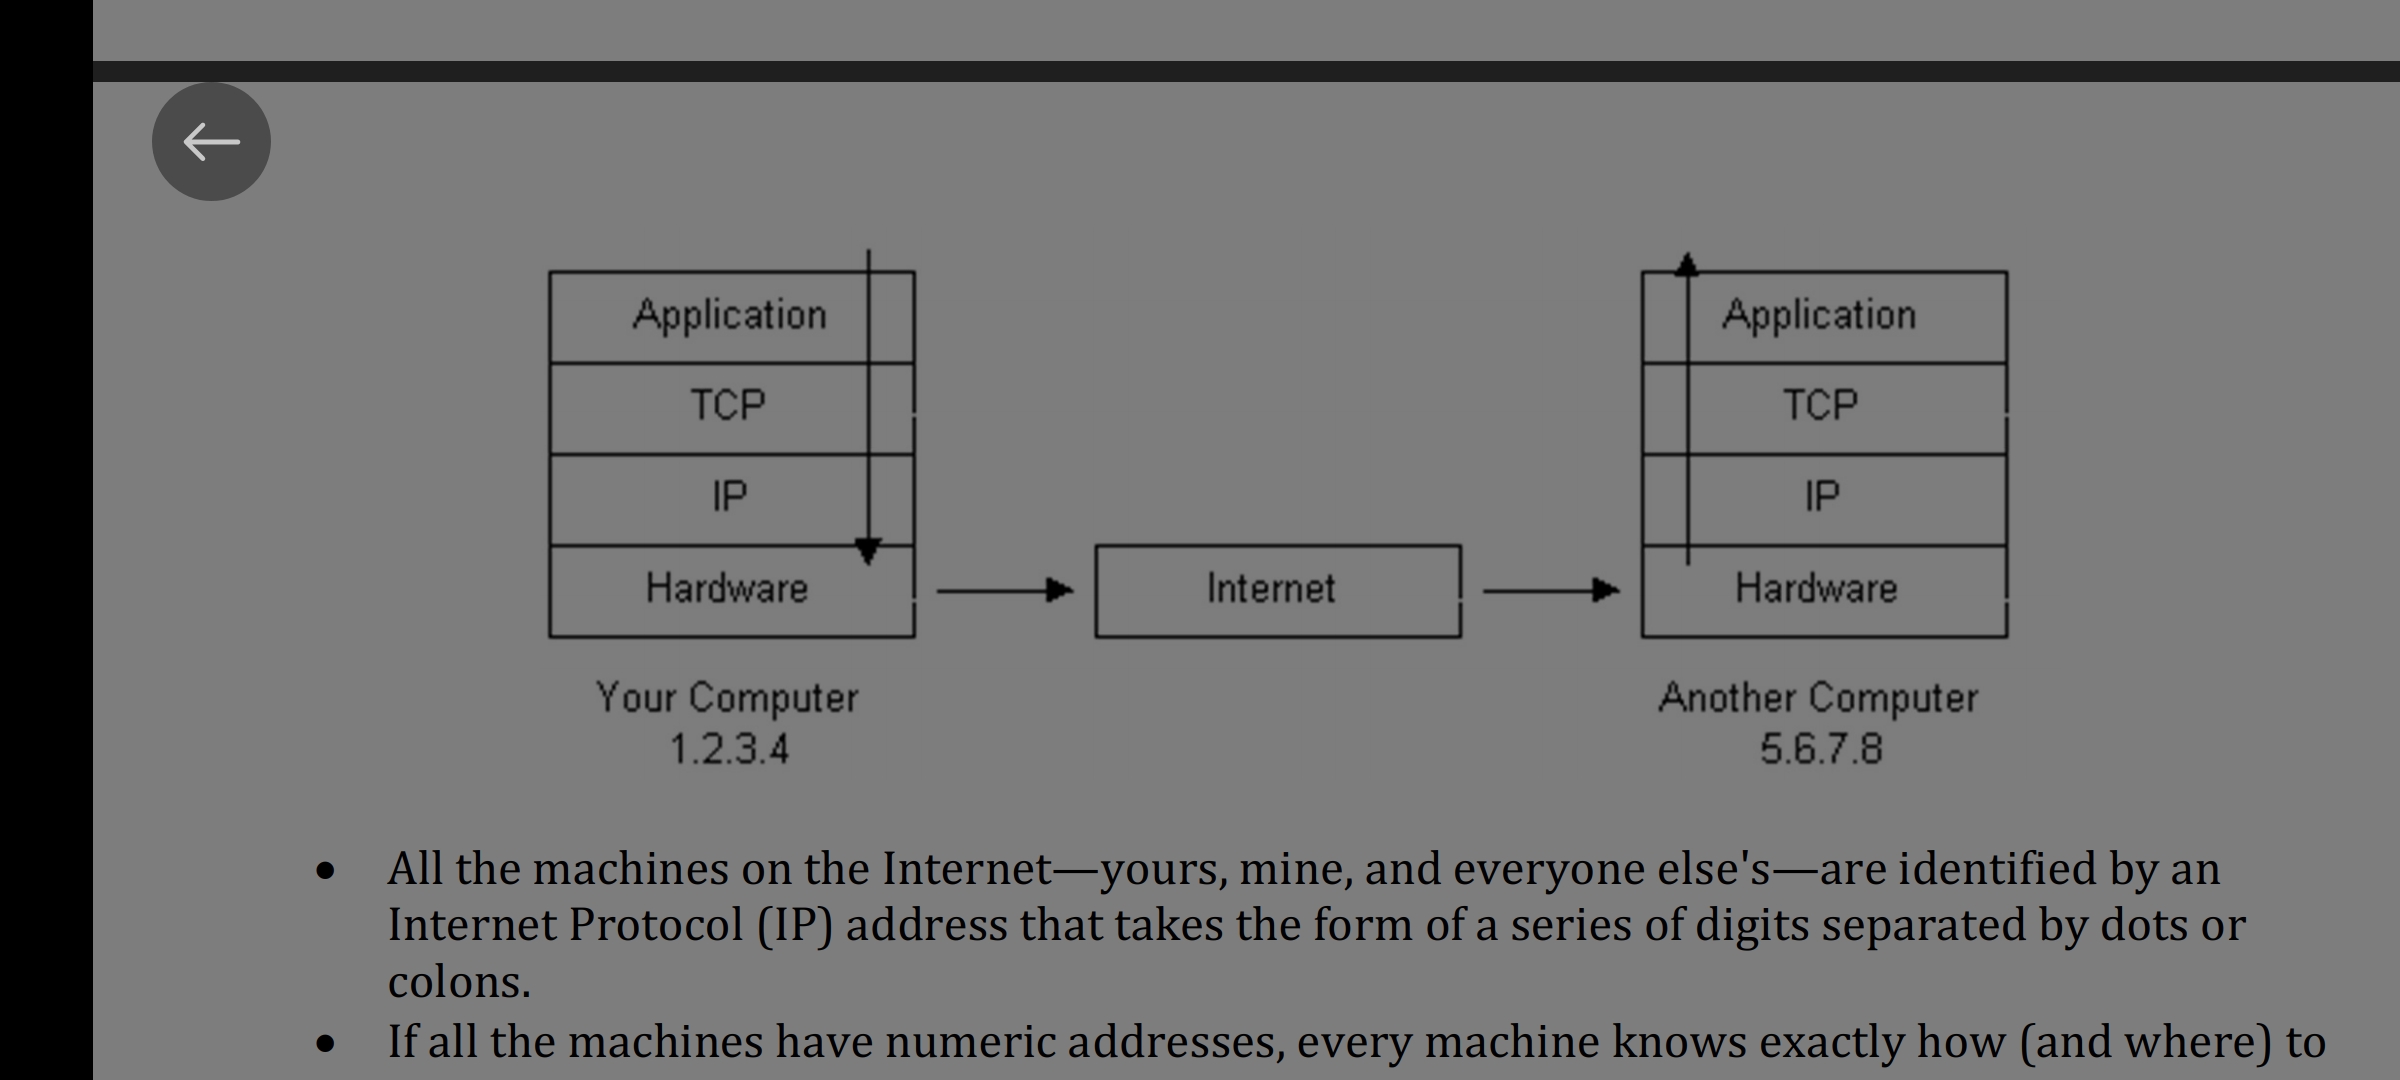 Application
TCP
IP
Hardware
Your Computer
1.2.3.4
Internet
Application
TCP
IP
Hardware
Another Computer
5.6.7.8
• All the machines on the Internet—yours, mine, and everyone else's—are identified by an
Internet Protocol (IP) address that takes the form of a series of digits separated by dots or
colons.
• If all the machines have numeric addresses, every machine knows exactly how (and where) to